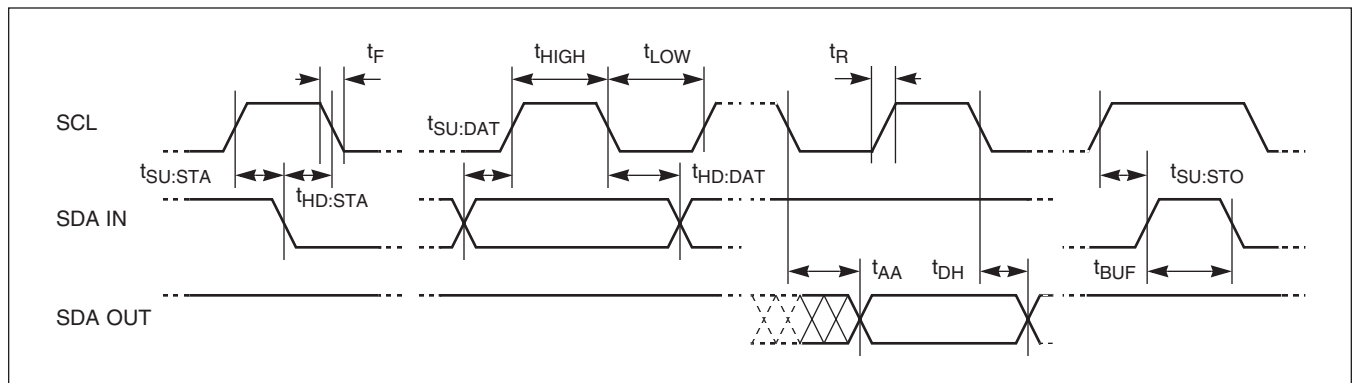 tF
tHIGH
tLOW
tR
SCL
tSU:DAT
tSU:STA
tHD:STA
tHD:DAT
tSU:STO
SDA IN
tAA
tDH
tBUF
SDA OUT